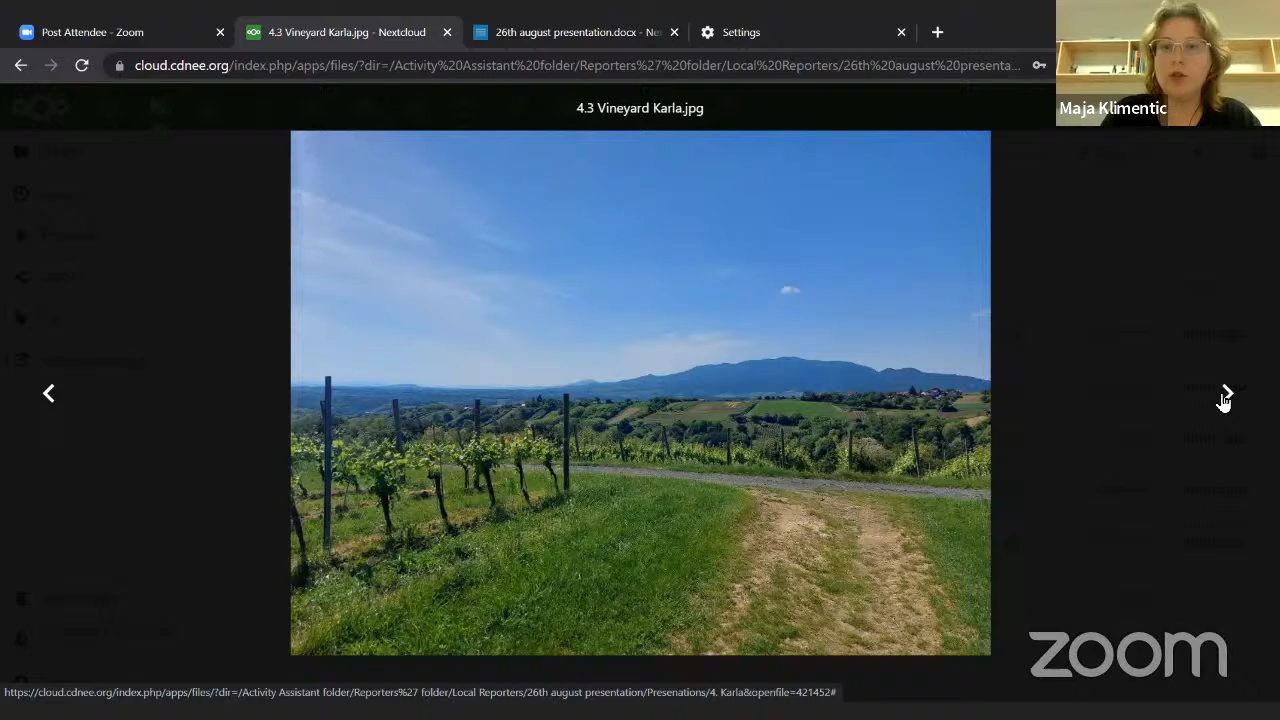 Post Attendee - Zoom
4.3 Vineyard Karla.jpg - Nextcloud
26th august presentation.docx - Ne
Settings
cloud.cdnee.org/index.php/apps/files/?dir=/Activity%20Assistant%20folder/Reporters%27%20folder/Local%20Reporters/26th%20august%20presenta...
4.3 Vineyard Karla.jpg
Maja Klimentic
zoom
https://cloud.cdnee.org/index.php/apps/files/?dir=/Activity Assistant folder/Reporters%27 folder/Local Reporters/26th august presentation/Presenations/4. Karla&openfile=421452#